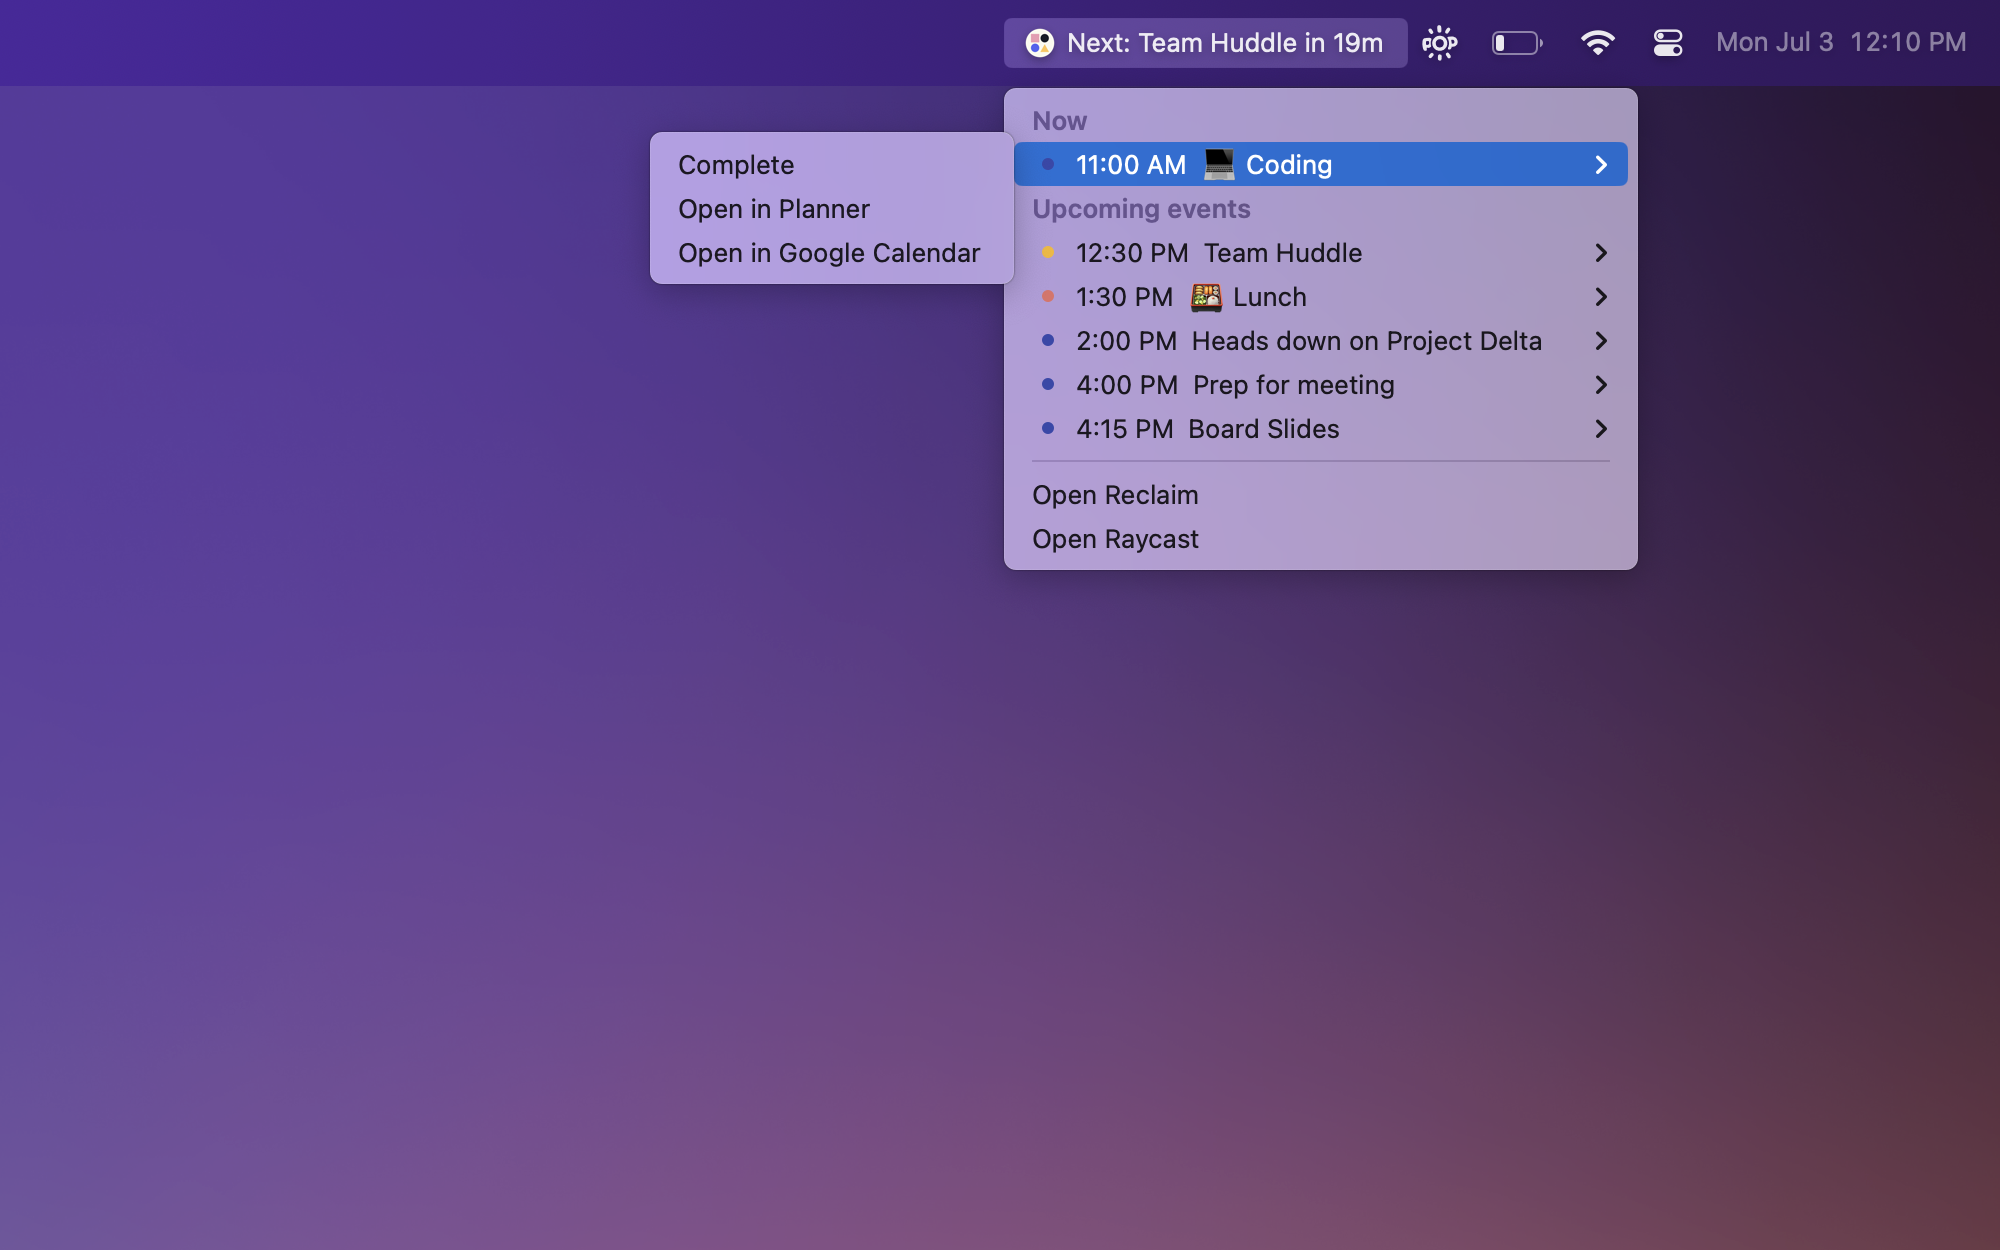 Next: Team Huddle in 19m
POP
Mon Jul 3 12:10 PM
Now
11:00 AM Coding
Complete
Open in Planner
Open in Google Calendar
Upcoming events
12:30 PM Team Huddle
1:30 PM Lunch
2:00 PM Heads down on Project Delta
4:00 PM Prep for meeting
4:15 PM Board Slides
Open Reclaim
Open Raycast